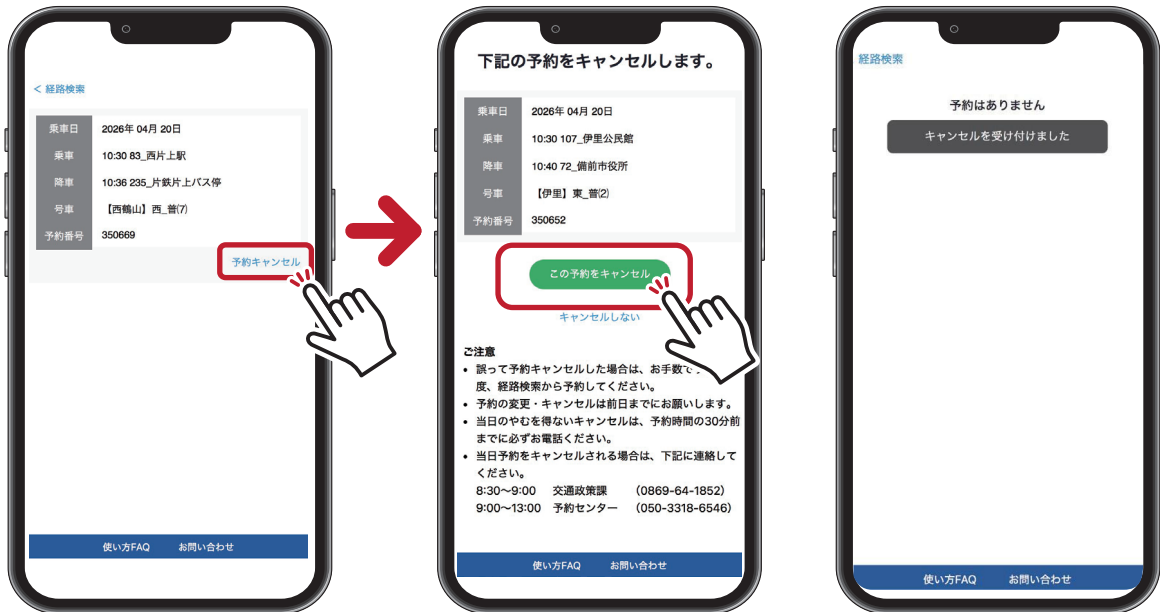 < 経路検索
乗車日 2026年 04月 20日
乗車 10:30 83_西片上駅
降車 10:36 235_片鉄片上バス停
号車 【西鶴山】西_普(7)
予約番号 350669
予約キャンセル
使い方FAQ お問い合わせ
下記の予約をキャンセルします。
乗車日 2026年 04月 20日
乗車 10:30 107_伊里公民館
降車 10:40 72_備前市役所
号車 【伊里】東_普(2)
予約番号 350652
この予約をキャンセル
キャンセルしない
ご注意
• 誤って予約キャンセルした場合は、お手数で
度、経路検索から予約してください。
• 予約の変更・キャンセルは前日までにお願いします。
• 当日のやむを得ないキャンセルは、予約時間の30分前
までに必ずお電話ください。
• 当日予約をキャンセルされる場合は、下記に連絡して
ください。
8:30〜9:00 交通政策課 （0869-64-1852）
9:00〜13:00 予約センター （050-3318-6546）
使い方FAQ お問い合わせ
経路検索
予約はありません
キャンセルを受け付けました
使い方FAQ お問い合わせ